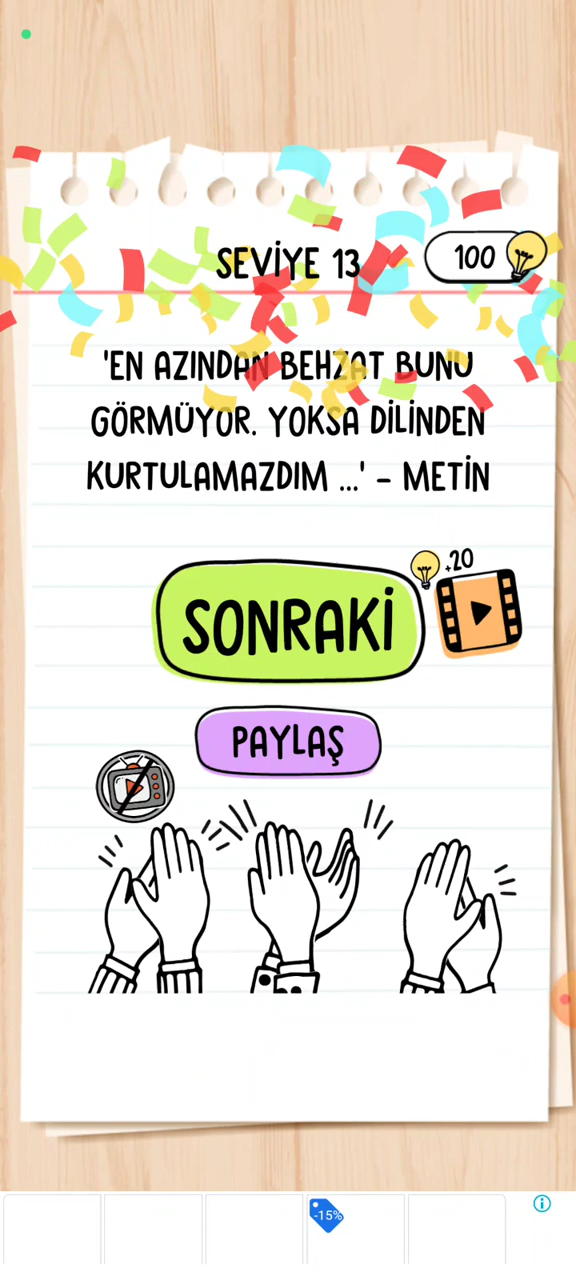 SEVİYE 13
100
'EN AZINDAN BEHZAT BUNU
GÖRMÜYOR. YOKSA DİLİNDEN
KURTULAMAZDIM ...' - METİN
+20
SONRAKİ
PAYLAŞ
-15%